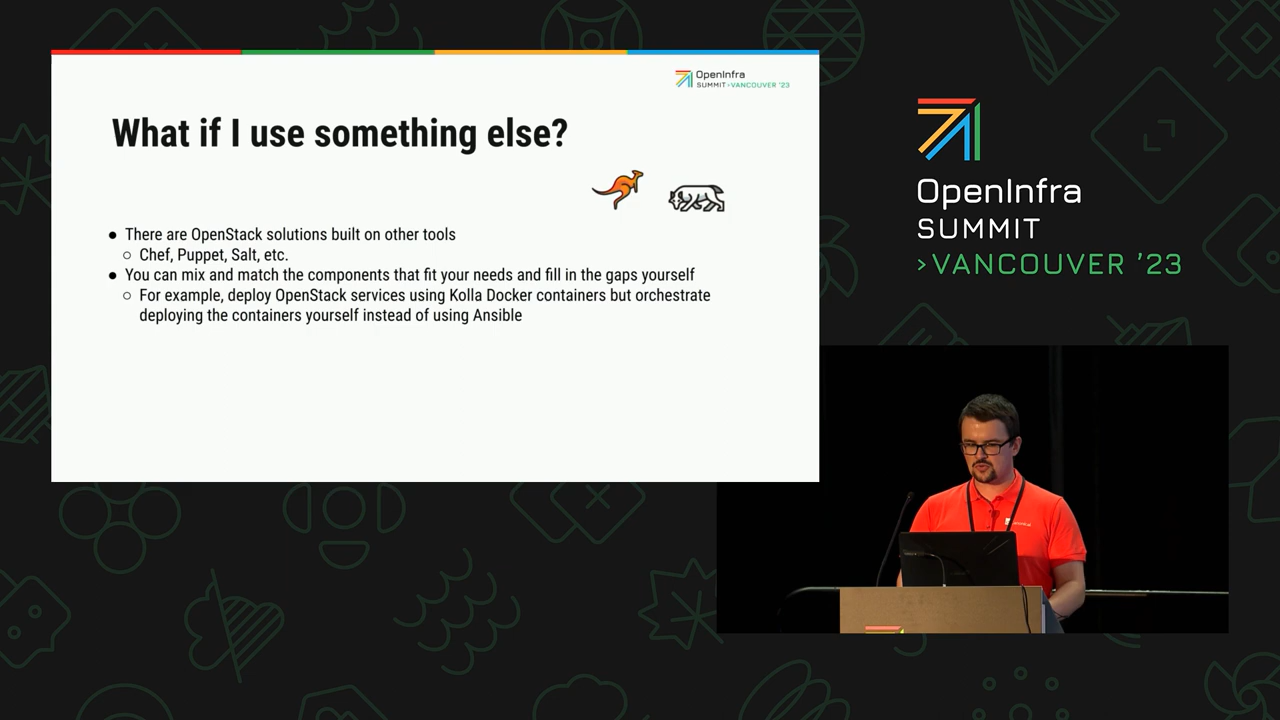 OpenInfra
SUMMIT >VANCOUVER '23
What if I use something else?
● There are OpenStack solutions built on other tools
○ Chef, Puppet, Salt, etc.
● You can mix and match the components that fit your needs and fill in the gaps yourself
○ For example, deploy OpenStack services using Kolla Docker containers but orchestrate
deploying the containers yourself instead of using Ansible
OpenInfra
SUMMIT
>VANCOUVER '23